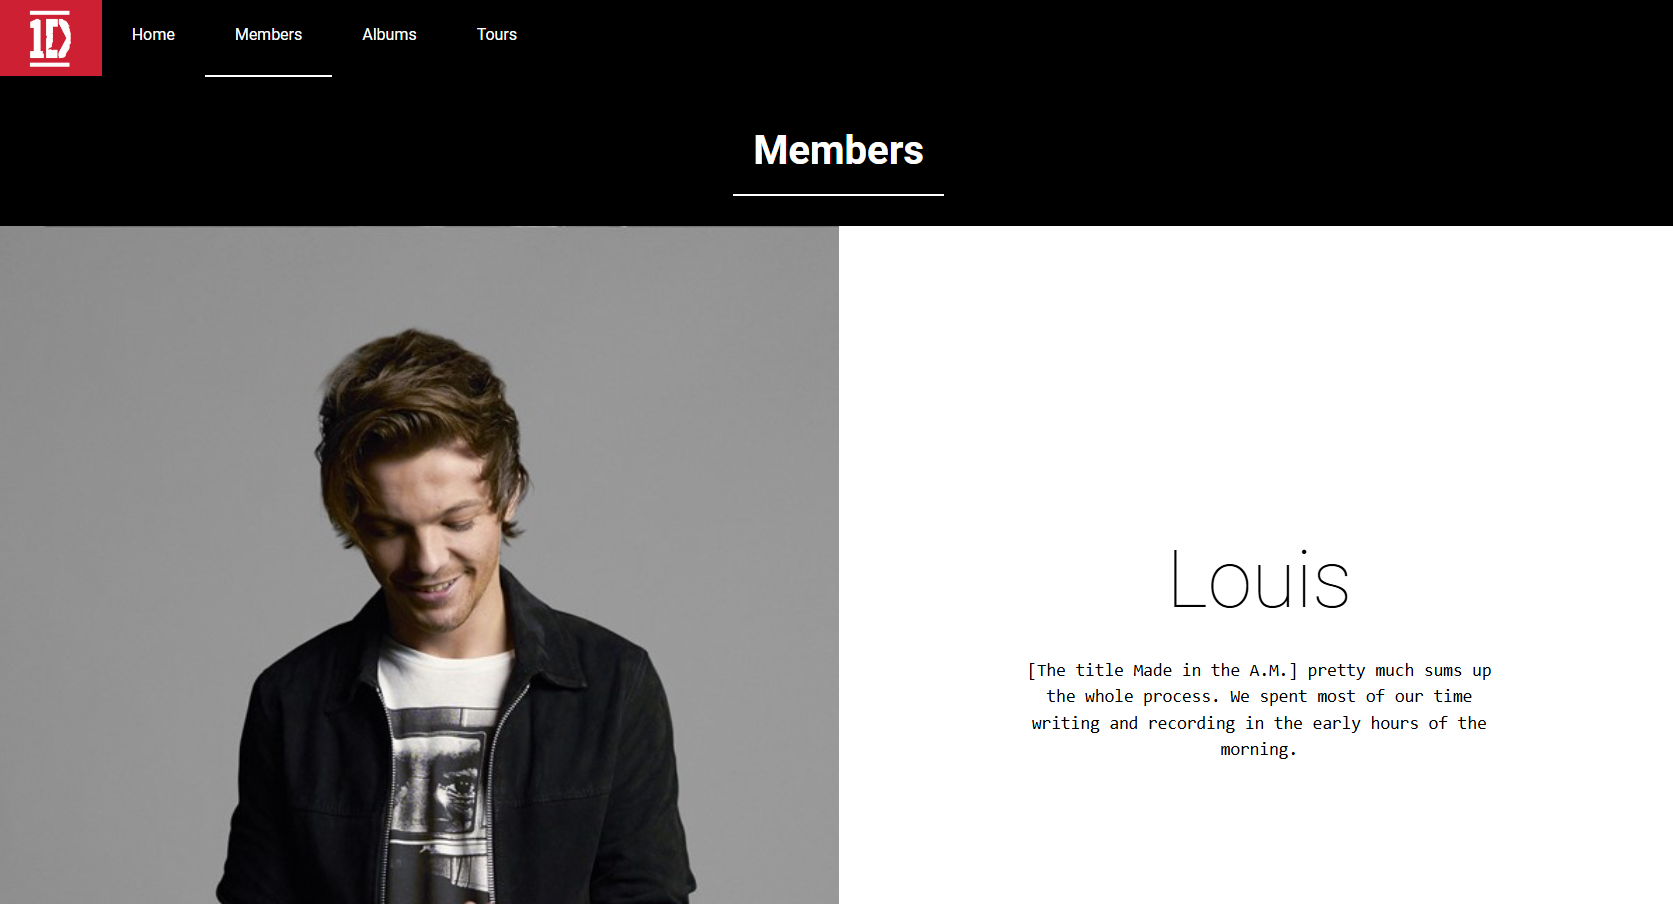 1D
Home
Members
Albums
Tours
Members
Louis
[The title Made in the A.M.] pretty much sums up
the whole process. We spent most of our time
writing and recording in the early hours of the
morning.